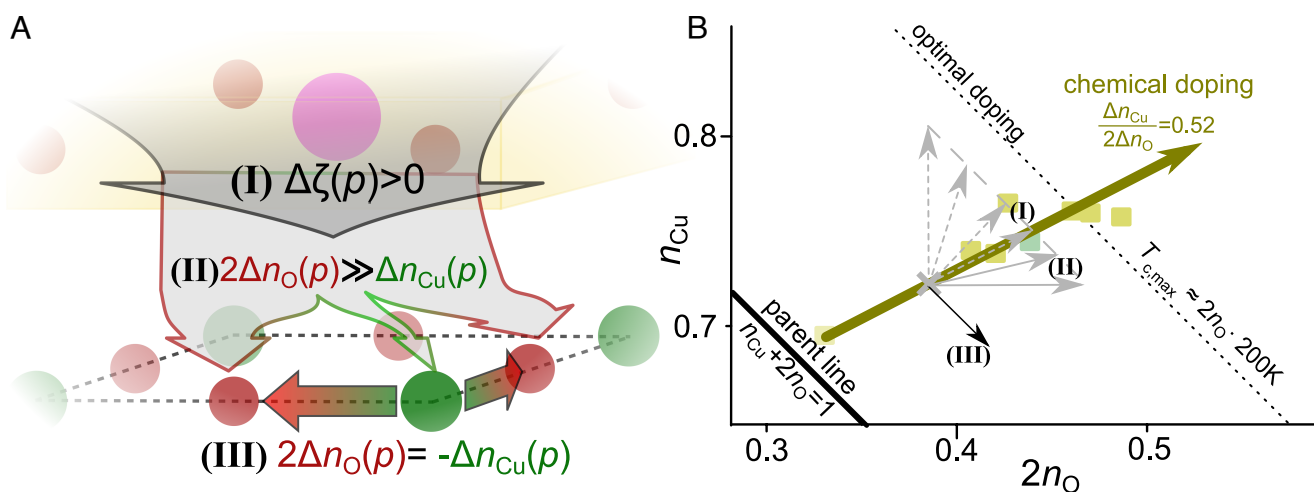 A
(I) Δζ(p)>0
(II)2Δn_O(p)≫Δn_Cu(p)
(III) 2Δn_O(p)= -Δn_Cu(p)
B
optimal doping
chemical doping
Δn_Cu
2Δn_O
=0.52
n_Cu
0.8
0.7
(I)
(II)
(III)
parent line
n_Cu+2n_O=1
T_c,max ≈ 2n_O · 200K
0.3
0.4
0.5
2n_O